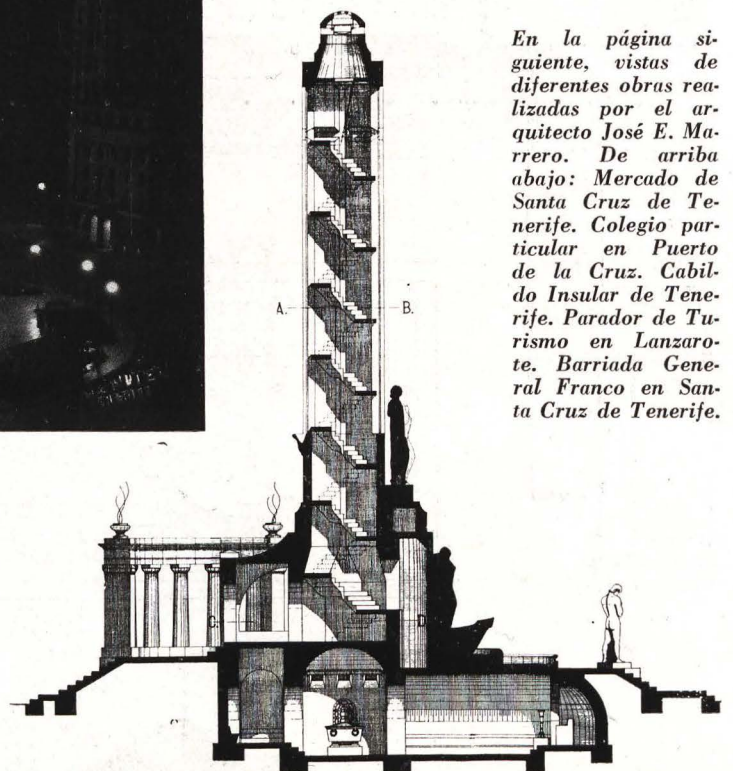 En la página si-
guiente, vistas de
diferentes obras rea-
lizadas por el ar-
quitecto José E. Ma-
rrero. De arriba
abajo: Mercado de
Santa Cruz de Te-
nerife. Colegio par-
ticular en Puerto
de la Cruz. Cabil-
do Insular de Tene-
rife. Parador de Tu-
rismo en Lanzaro-
te. Barriada Gene-
ral Franco en San-
ta Cruz de Tenerife.
A. B.
C. D